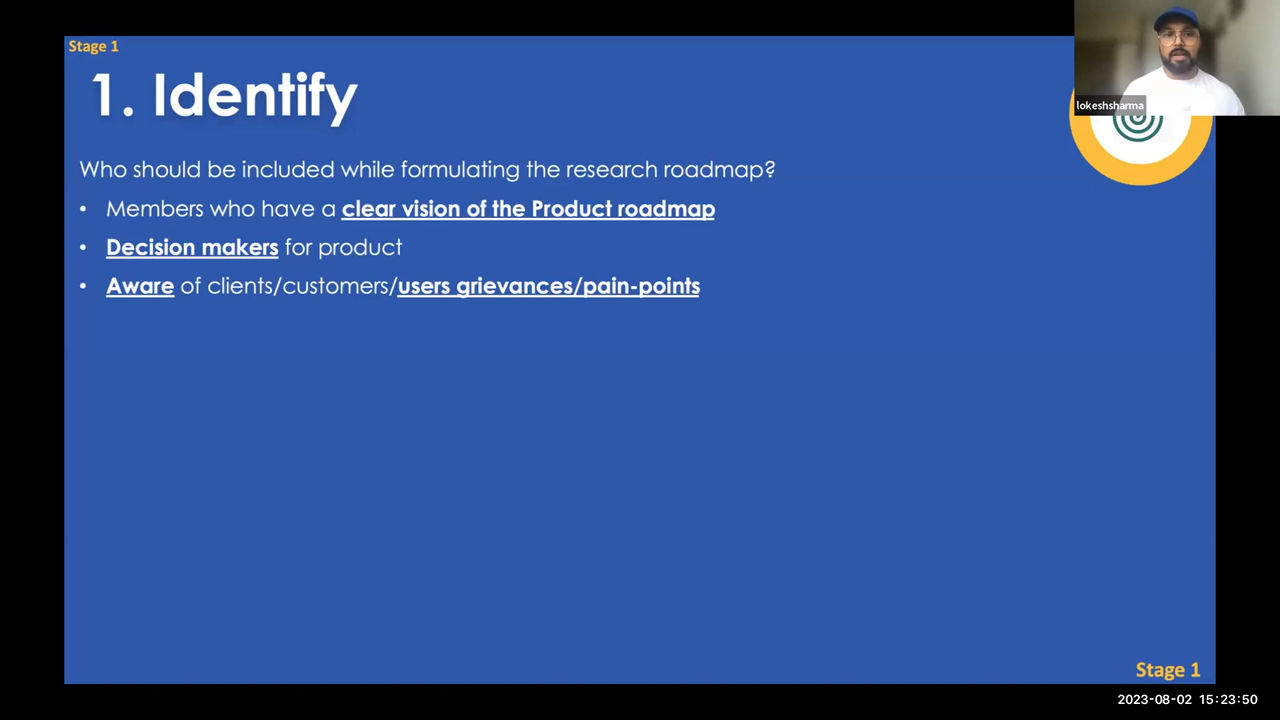 Stage 1
1. Identify
lokeshsharma
Who should be included while formulating the research roadmap?
• Members who have a clear vision of the Product roadmap
• Decision makers for product
• Aware of clients/customers/users grievances/pain-points
Stage 1
2023-08-02 15:23:50